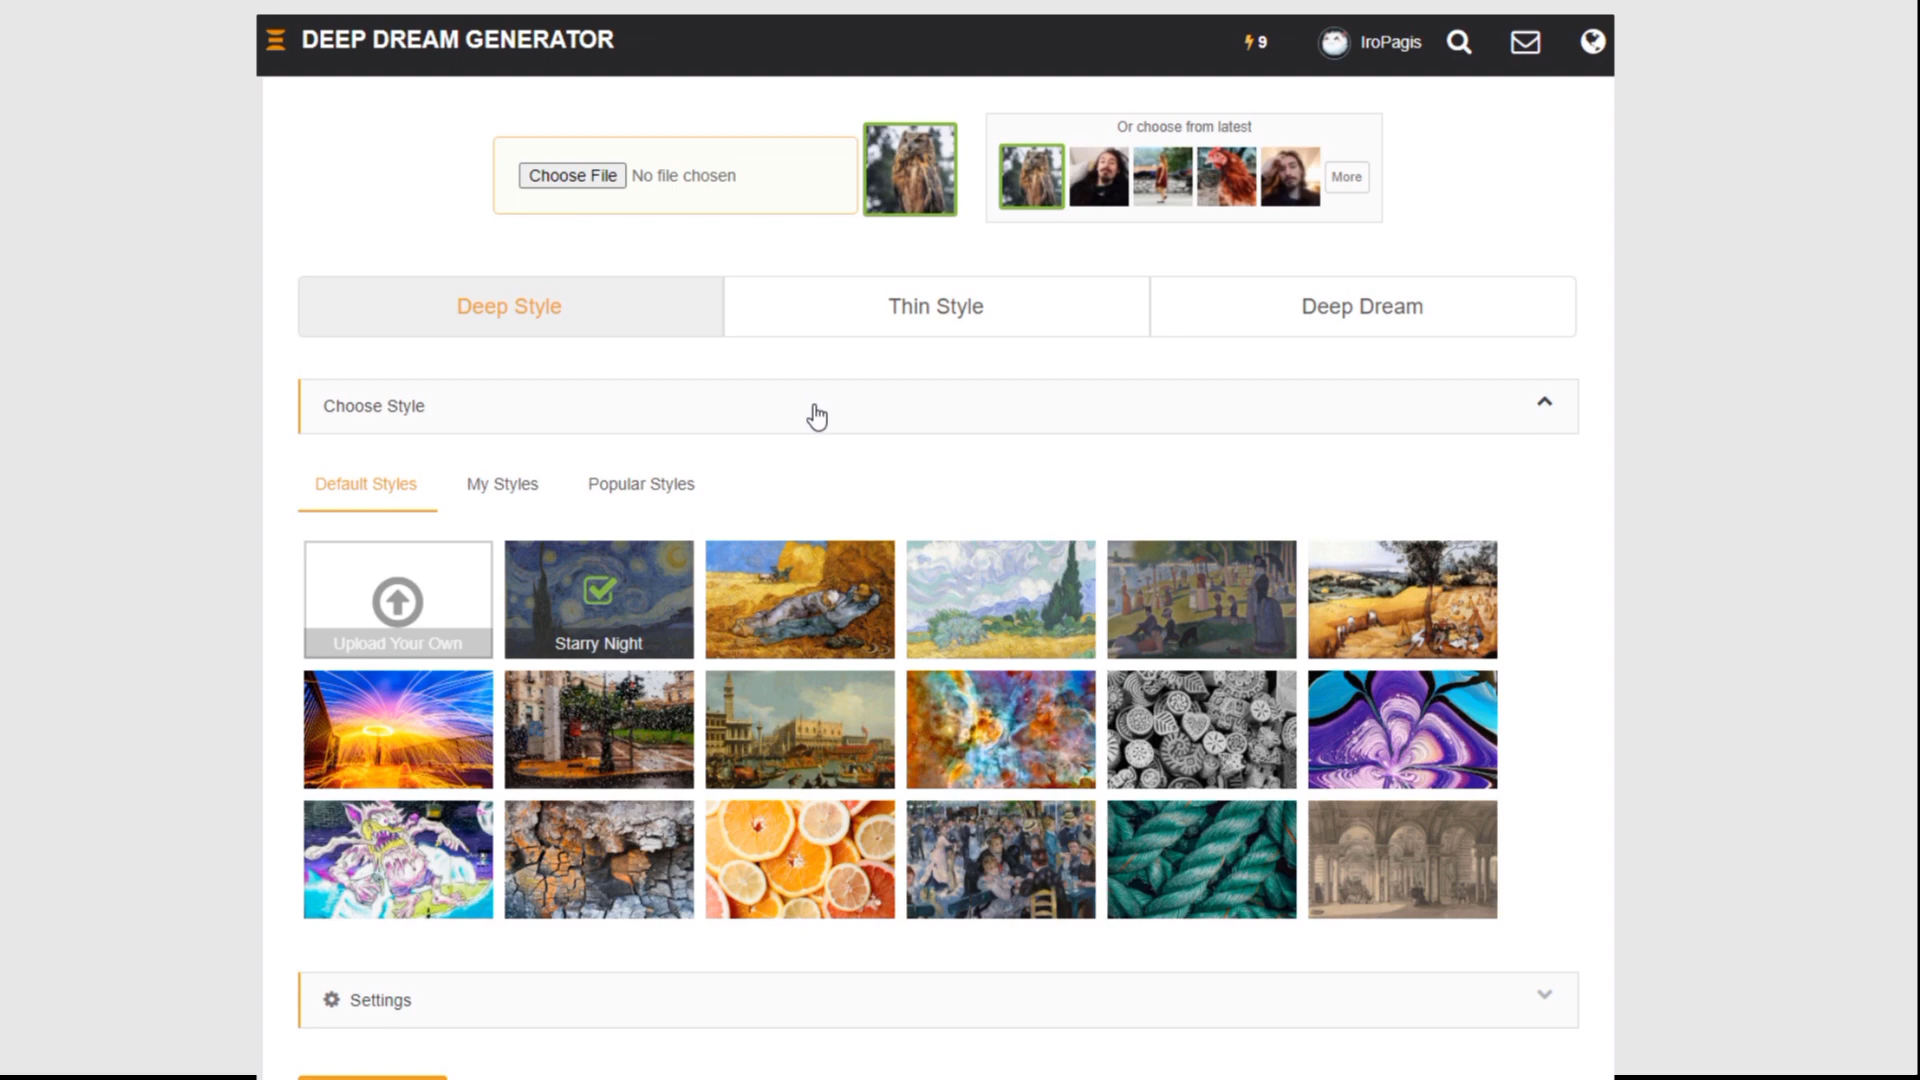 DEEP DREAM GENERATOR
9
IroPagis
Or choose from latest
Choose File No file chosen
More
Deep Style
Thin Style
Deep Dream
Choose Style
Default Styles
My Styles
Popular Styles
Upload Your Own
Starry Night
Settings